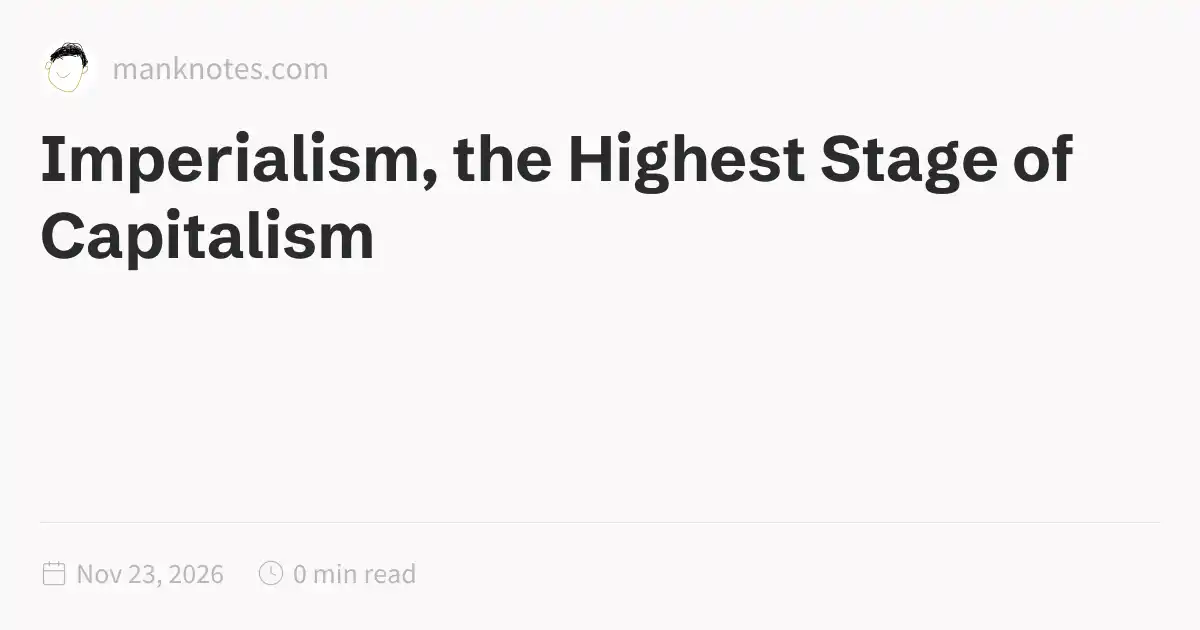 manknotes.com
Imperialism, the Highest Stage of
Capitalism
Nov 23, 2026 0 min read